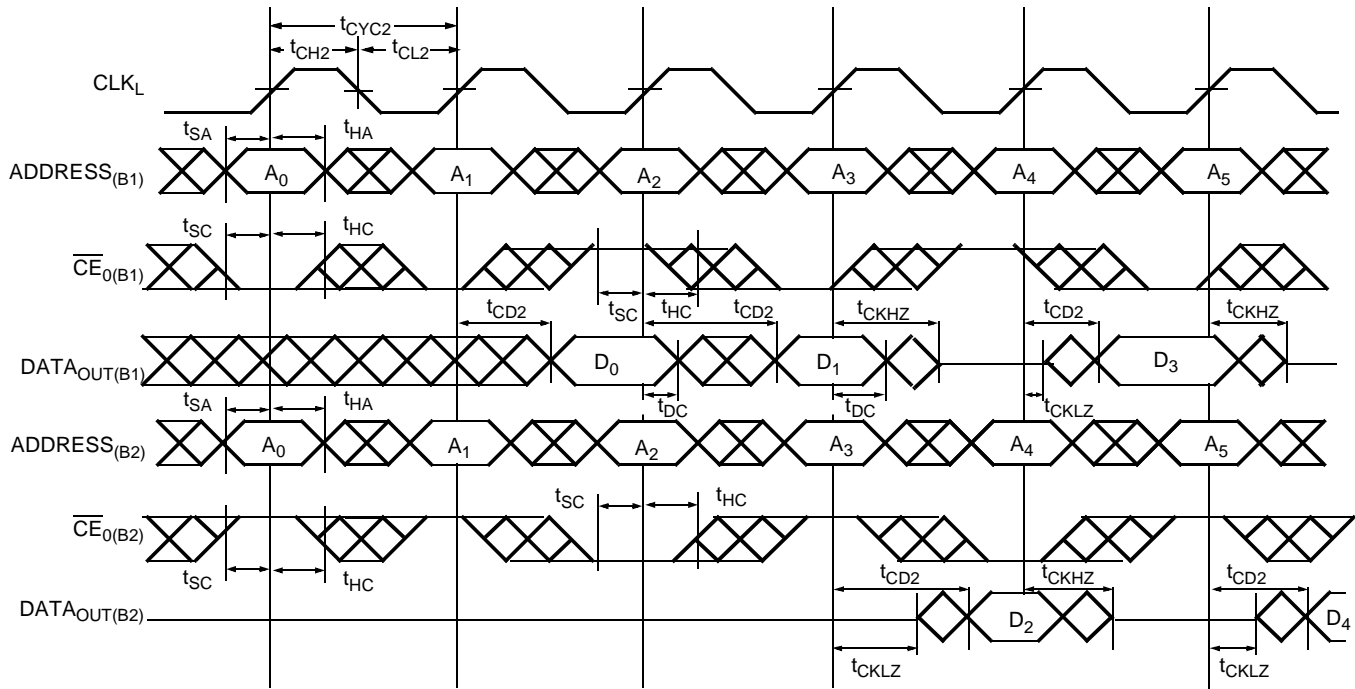 tCYC2
tCH2 tCL2
CLKL
tSA tHA
ADDRESS(B1) A0 A1 A2 A3 A4 A5
tSC tHC
CE0(B1)
tCD2 tSC tHC tCD2 tCKHZ tCD2 tCKHZ
DATAOUT(B1) D0 D1 D3
tSA tHA tDC tDC tCKLZ
ADDRESS(B2) A0 A1 A2 A3 A4 A5
tSC tHC
CE0(B2)
tSC tHC tCD2 tCKHZ tCD2
DATAOUT(B2) D2 D4
tCKLZ tCKLZ